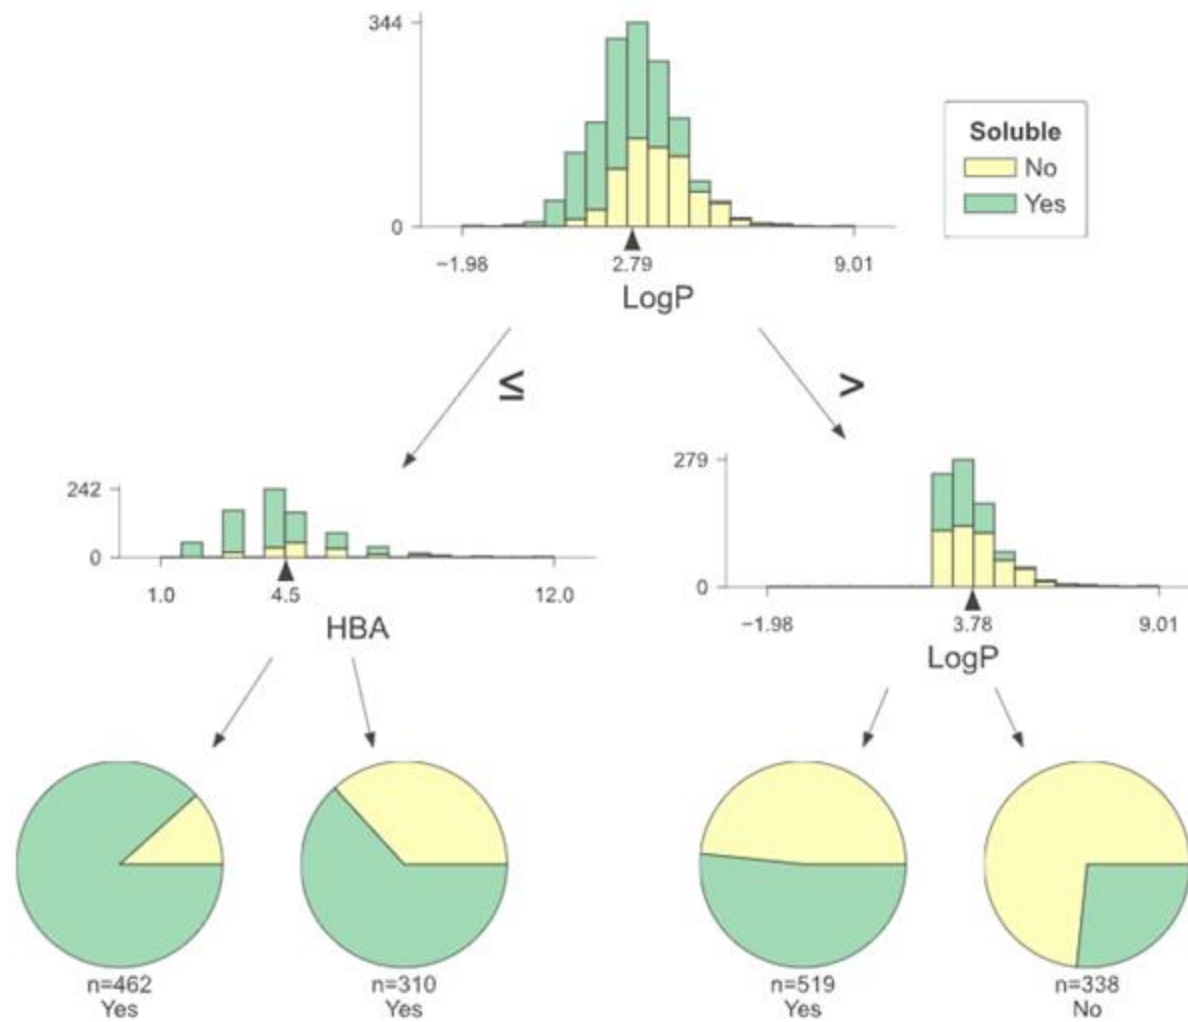 344
0
−1.98 2.79 9.01
LogP
Soluble
No
Yes
≤
>
242
0
1.0 4.5 12.0
HBA
279
0
−1.98 3.78 9.01
LogP
n=462
Yes
n=310
Yes
n=519
Yes
n=338
No